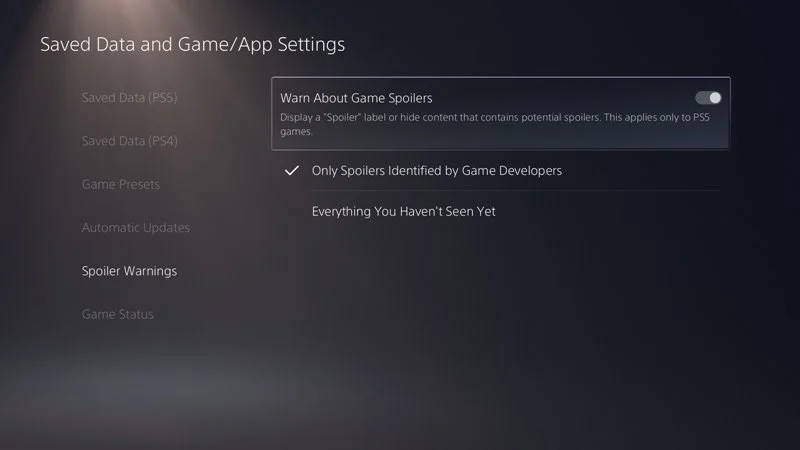 Saved Data and Game/App Settings
Saved Data (PS5)
Saved Data (PS4)
Game Presets
Automatic Updates
Spoiler Warnings
Game Status
Warn About Game Spoilers
Display a "Spoiler" label or hide content that contains potential spoilers. This applies only to PS5
games.
Only Spoilers Identified by Game Developers
Everything You Haven't Seen Yet